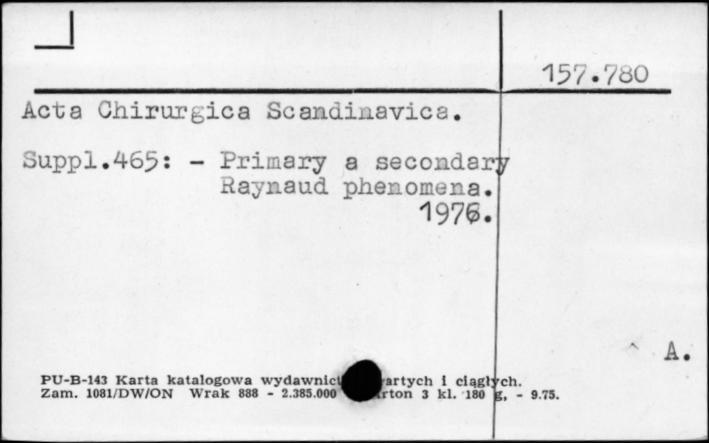 157.780
Acta Chirurgica Scandinavica.
Suppl.465: - Primary a secondary
Raynaud phenomena.
1976.
A.
PU-B-143 Karta katalogowa wydawnict artych i ciągłych.
Zam. 1081/DW/ON Wrak 888 - 2.385.000 rton 3 kl. 180 g, - 9.75.